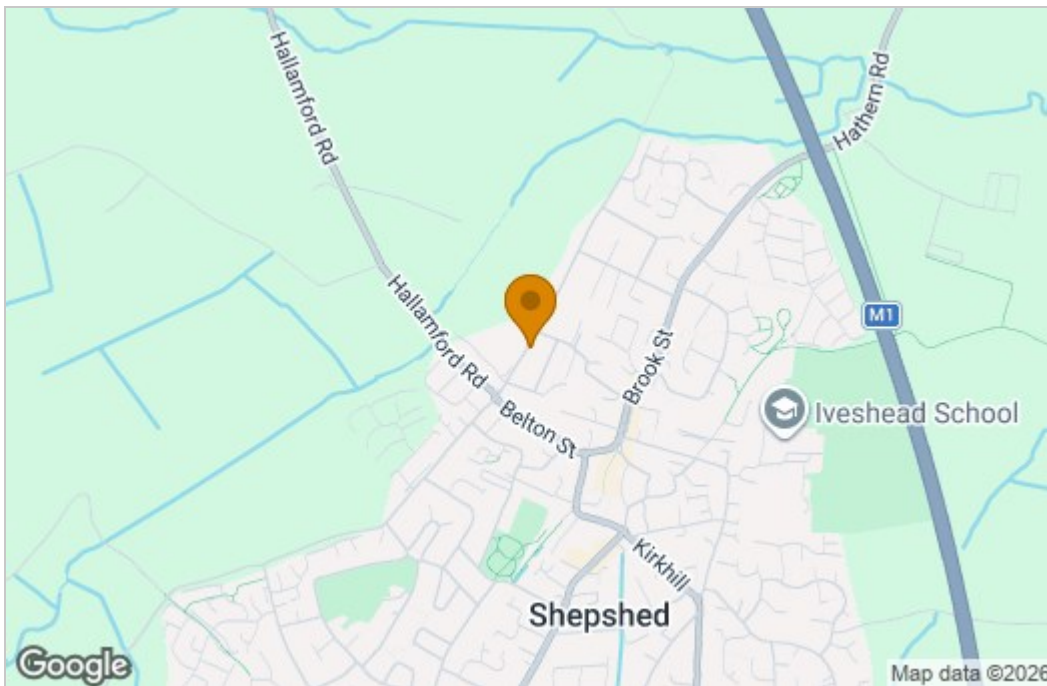 Hallamford Rd
Hathern Rd
Hallamford Rd
M1
Brook St
Belton St
Iveshead School
Kirkhill
Shepshed
Google
Map data ©2026